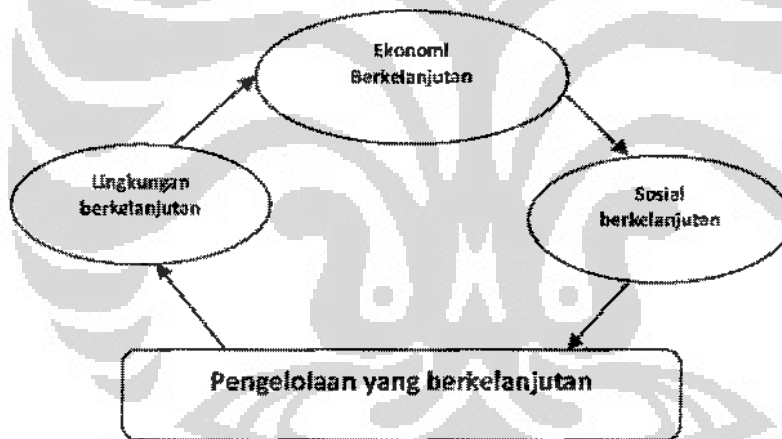 Ekonomi
Berkelanjutan
Lingkungan
berkelanjutan
Sosial
berkelanjutan
Pengelolaan yang berkelanjutan